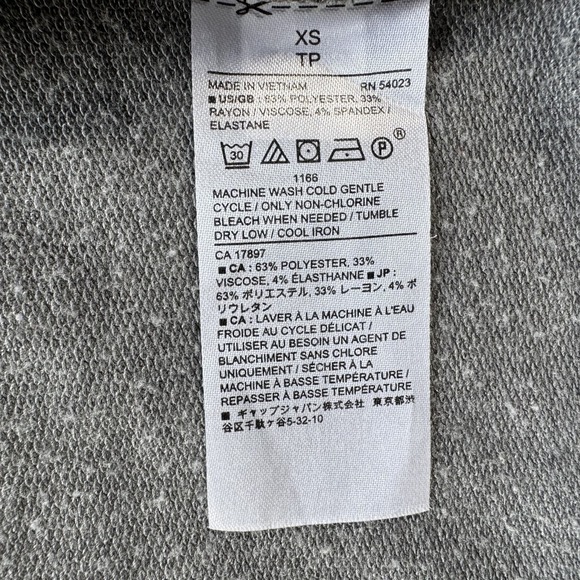 XS
TP
MADE IN VIETNAM RN 54023
■ US/GB : 63% POLYESTER, 33%
RAYON / VISCOSE, 4% SPANDEX /
ELASTANE
30 P ®
1166
MACHINE WASH COLD GENTLE
CYCLE / ONLY NON-CHLORINE
BLEACH WHEN NEEDED / TUMBLE
DRY LOW / COOL IRON
CA 17897
■ CA : 63% POLYESTER, 33%
VISCOSE, 4% ÉLASTHANNE ■ JP :
63% ポリエステル, 33% レーヨン, 4% ポ
リウレタン
■ CA : LAVER À LA MACHINE À L'EAU
FROIDE AU CYCLE DÉLICAT /
UTILISER AU BESOIN UN AGENT DE
BLANCHIMENT SANS CHLORE
UNIQUEMENT / SÉCHER À LA
MACHINE À BASSE TEMPÉRATURE /
REPASSER À BASSE TEMPÉRATURE
■ ギャップジャパン株式会社 東京都渋
谷区千駄ヶ谷5-32-10